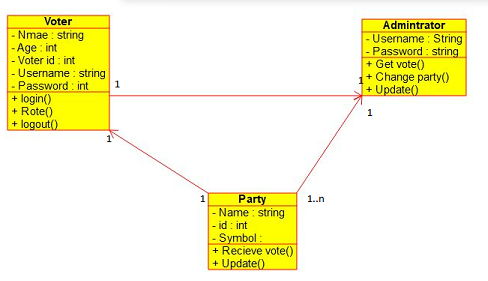 Voter
- Nmae : string
- Age : int
- Voter id : int
- Username : string
- Password : int
+ login()
+ Rote()
+ logout()
Admintrator
- Username : String
- Password : string
+ Get vote()
+ Change party()
+ Update()
1
1
1
1
1
1..n
Party
- Name : string
- id : int
- Symbol :
+ Recieve vote()
+ Update()